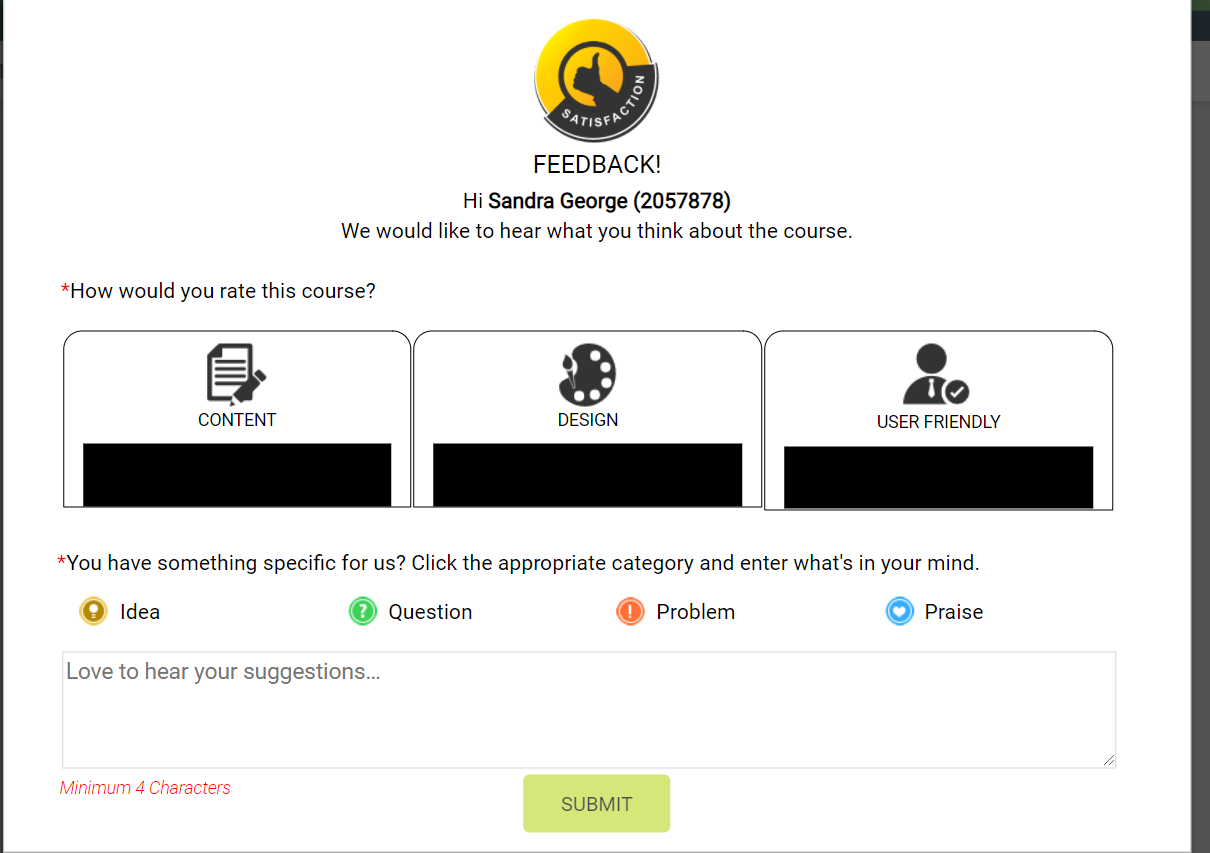 SATISFACTION
FEEDBACK!
Hi Sandra George (2057878)
We would like to hear what you think about the course.
*How would you rate this course?
CONTENT
DESIGN
USER FRIENDLY
*You have something specific for us? Click the appropriate category and enter what's in your mind.
Idea
Question
Problem
Praise
Love to hear your suggestions...
Minimum 4 Characters
SUBMIT